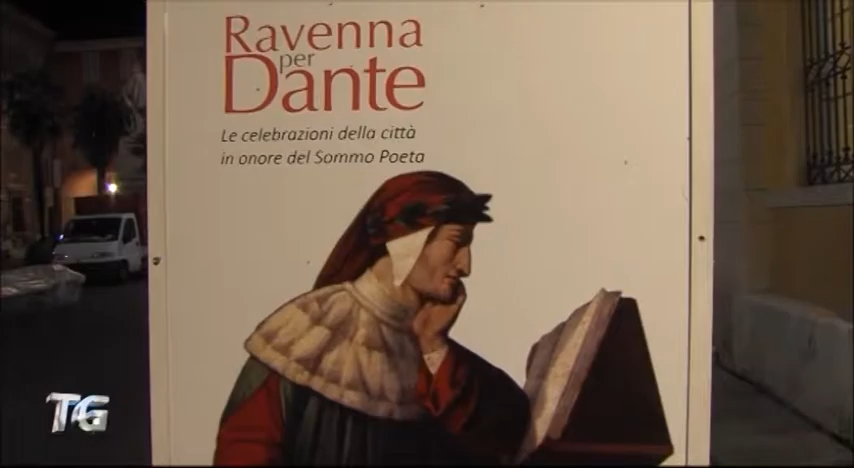 Ravenna
per
Dante
Le celebrazioni della città
in onore del Sommo Poeta
TG